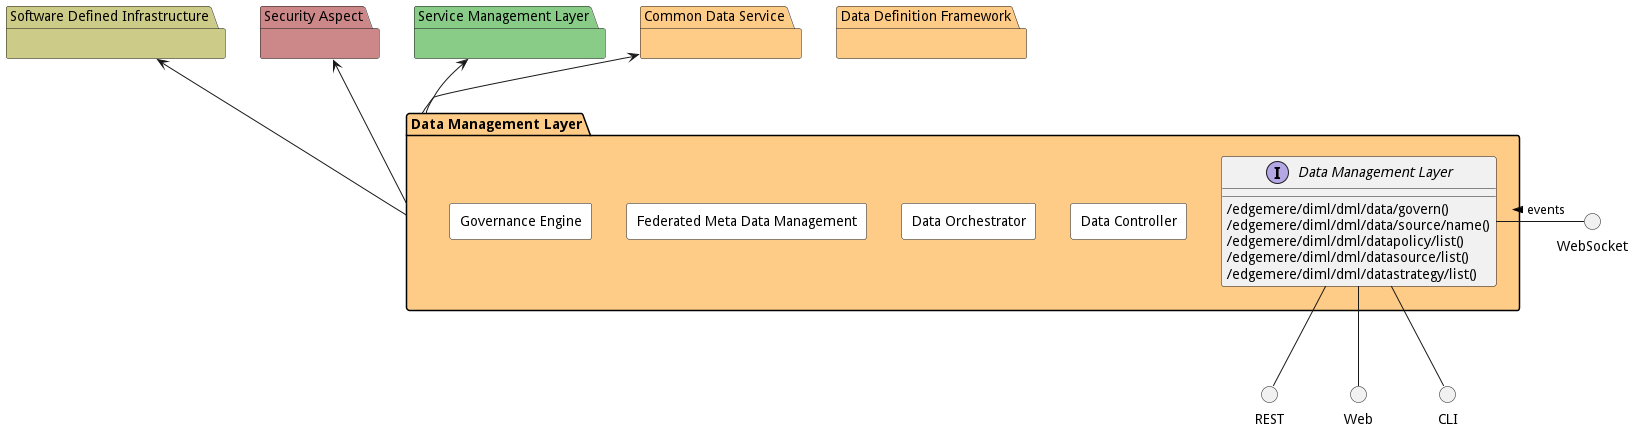 Software Defined Infrastructure
Security Aspect
Service Management Layer
Common Data Service
Data Definition Framework
Data Management Layer
Governance Engine
Federated Meta Data Management
Data Orchestrator
Data Controller
I
Data Management Layer
/edgemere/diml/dml/data/govern()
/edgemere/diml/dml/data/source/name()
/edgemere/diml/dml/datapolicy/list()
/edgemere/diml/dml/datasource/list()
/edgemere/diml/dml/datastrategy/list()
events
WebSocket
REST
Web
CLI